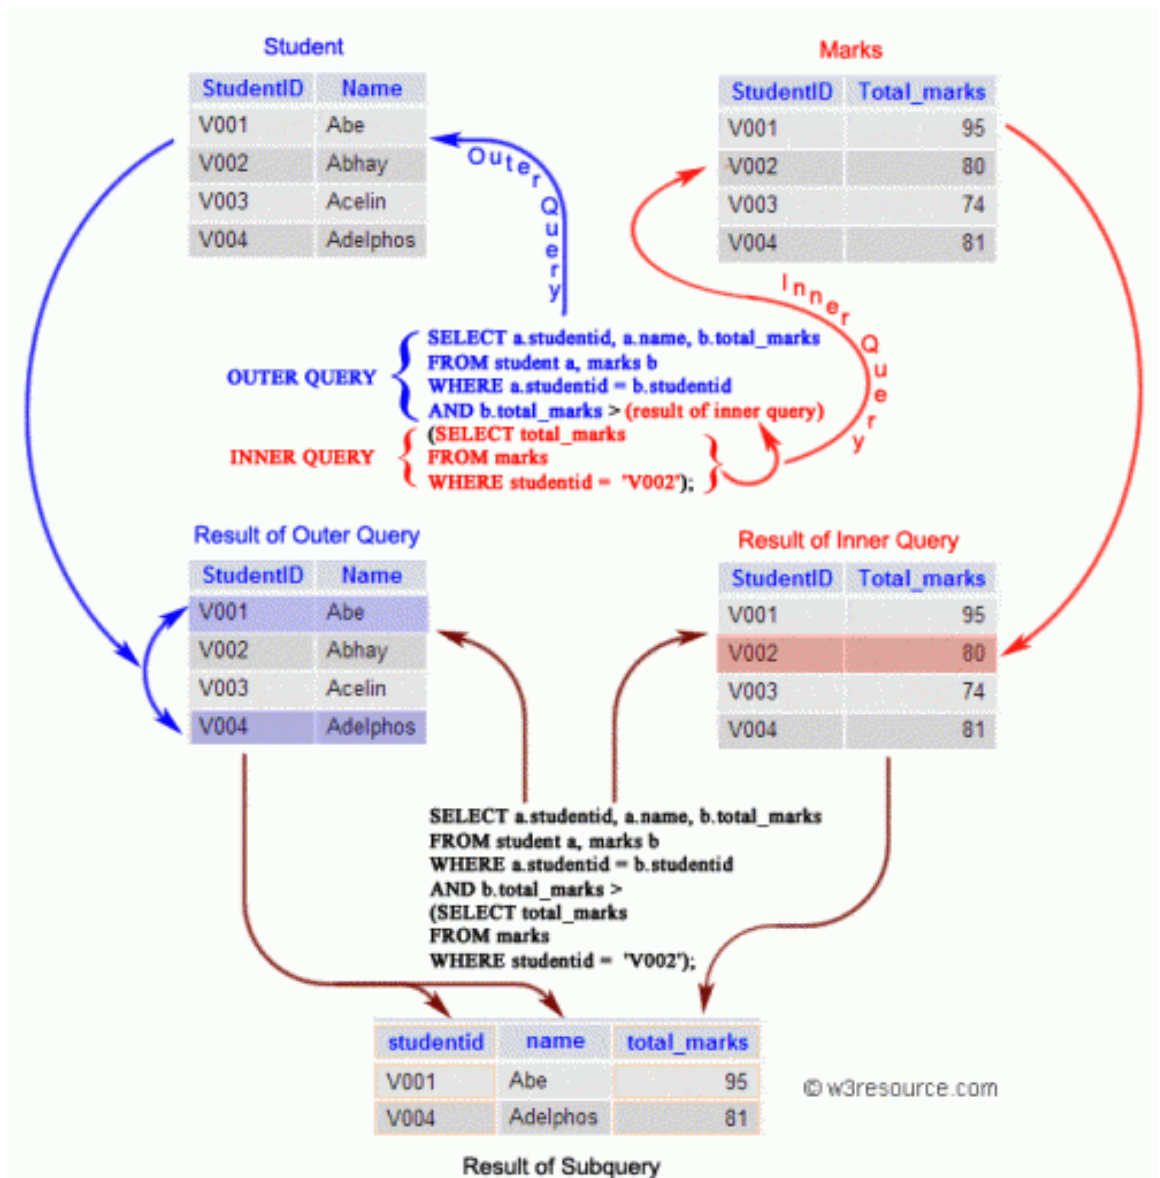 Student
StudentID Name
V001 Abe
V002 Abhay
V003 Acelin
V004 Adelphos
Marks
StudentID Total_marks
V001 95
V002 80
V003 74
V004 81
Outer Query
Inner Query
OUTER QUERY
SELECT a.studentid, a.name, b.total_marks
FROM student a, marks b
WHERE a.studentid = b.studentid
AND b.total_marks > (result of inner query)
INNER QUERY
(SELECT total_marks
FROM marks
WHERE studentid = 'V002');
Result of Outer Query
StudentID Name
V001 Abe
V002 Abhay
V003 Acelin
V004 Adelphos
Result of Inner Query
StudentID Total_marks
V001 95
V002 80
V003 74
V004 81
SELECT a.studentid, a.name, b.total_marks
FROM student a, marks b
WHERE a.studentid = b.studentid
AND b.total_marks >
(SELECT total_marks
FROM marks
WHERE studentid = 'V002');
studentid name total_marks
V001 Abe 95
V004 Adelphos 81
© w3resource.com
Result of Subquery